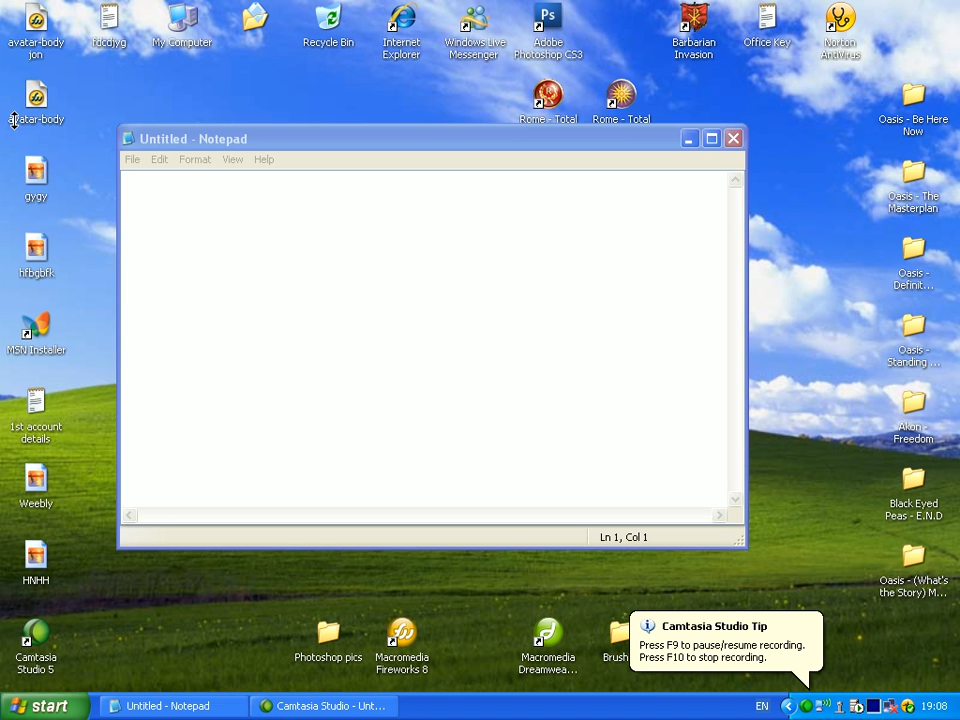 avatar-body
jon
fdcdjyg
My Computer
Recycle Bin
Internet
Explorer
Windows Live
Messenger
Adobe
Photoshop CS3
Barbarian
Invasion
Office Key
Norton
AntiVirus
Ps
avatar-body
Rome - Total
Rome - Total
Oasis - Be Here
Now
Untitled - Notepad
File Edit Format View Help
gygy
Oasis - The
Masterplan
hfbgbfk
Oasis -
Definit...
MSN Installer
Oasis -
Standing ...
1st account
details
Akon -
Freedom
Weebly
Black Eyed
Peas - E.N.D
Ln 1, Col 1
HNHH
Oasis - (What's
the Story) M...
Camtasia
Studio 5
Photoshop pics
Macromedia
Fireworks 8
Macromedia
Dreamwea...
Brush
Camtasia Studio Tip
Press F9 to pause/resume recording.
Press F10 to stop recording.
start
Untitled - Notepad
Camtasia Studio - Unt...
EN
19:08